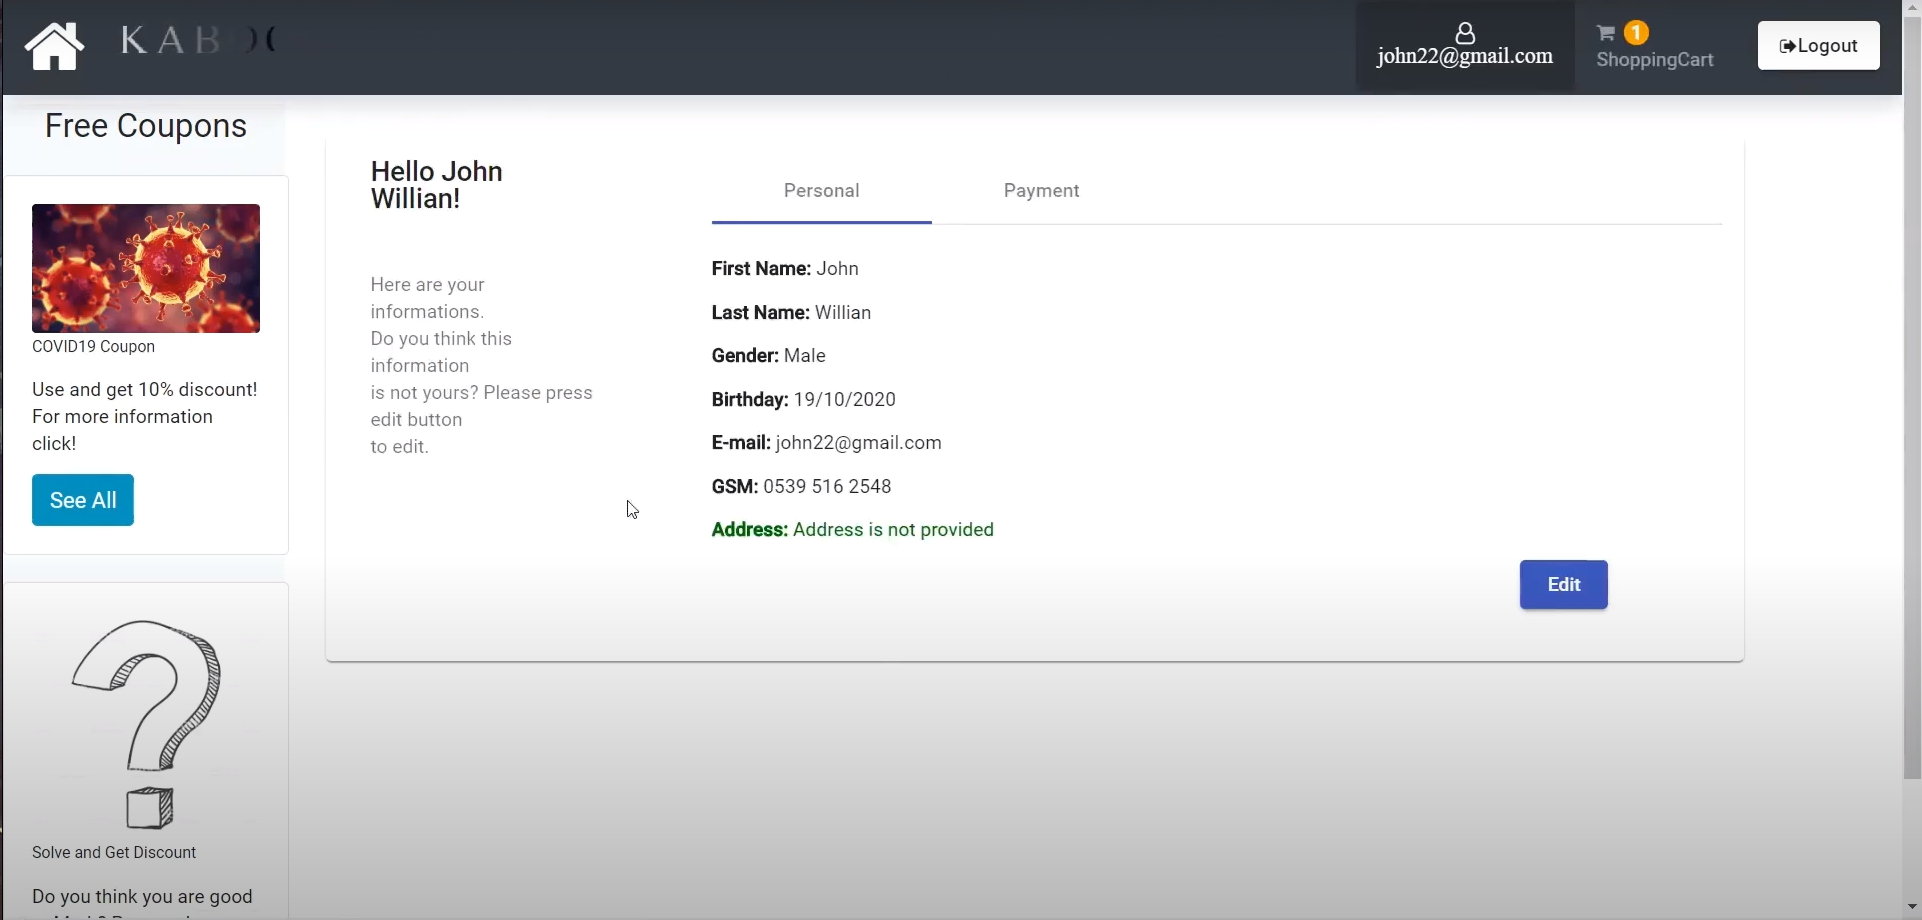 K A B
john22@gmail.com
1
ShoppingCart
Logout
Free Coupons
COVID19 Coupon
Use and get 10% discount!
For more information
click!
See All
Solve and Get Discount
Do you think you are good
Hello John
Willian!
Here are your
informations.
Do you think this
information
is not yours? Please press
edit button
to edit.
Personal
Payment
First Name: John
Last Name: Willian
Gender: Male
Birthday: 19/10/2020
E-mail: john22@gmail.com
GSM: 0539 516 2548
Address: Address is not provided
Edit